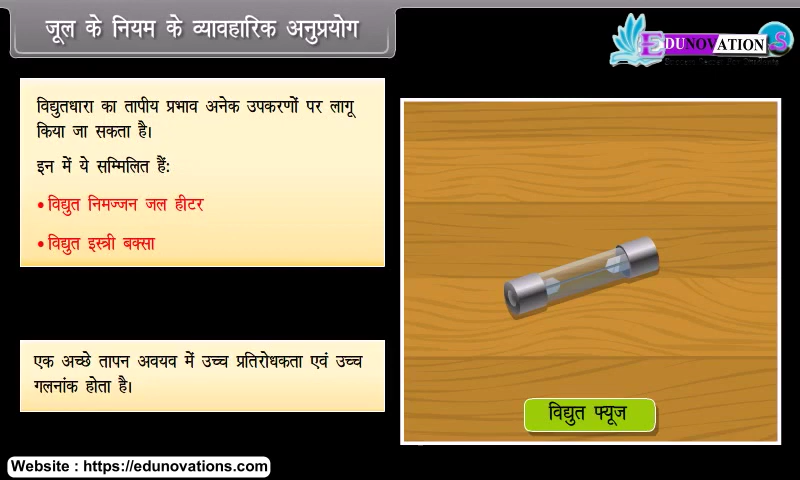 जूल के नियम के व्यावहारिक अनुप्रयोग
EDUNOVATION.S
विद्युतधारा का तापीय प्रभाव अनेक उपकरणों पर लागू
किया जा सकता है।
इन में ये सम्मिलित हैं:
• विद्युत निमज्जन जल हीटर
• विद्युत इस्त्री बक्सा
एक अच्छे तापन अवयव में उच्च प्रतिरोधकता एवं उच्च
गलनांक होता है।
विद्युत फ्यूज
Website : https://edunovations.com